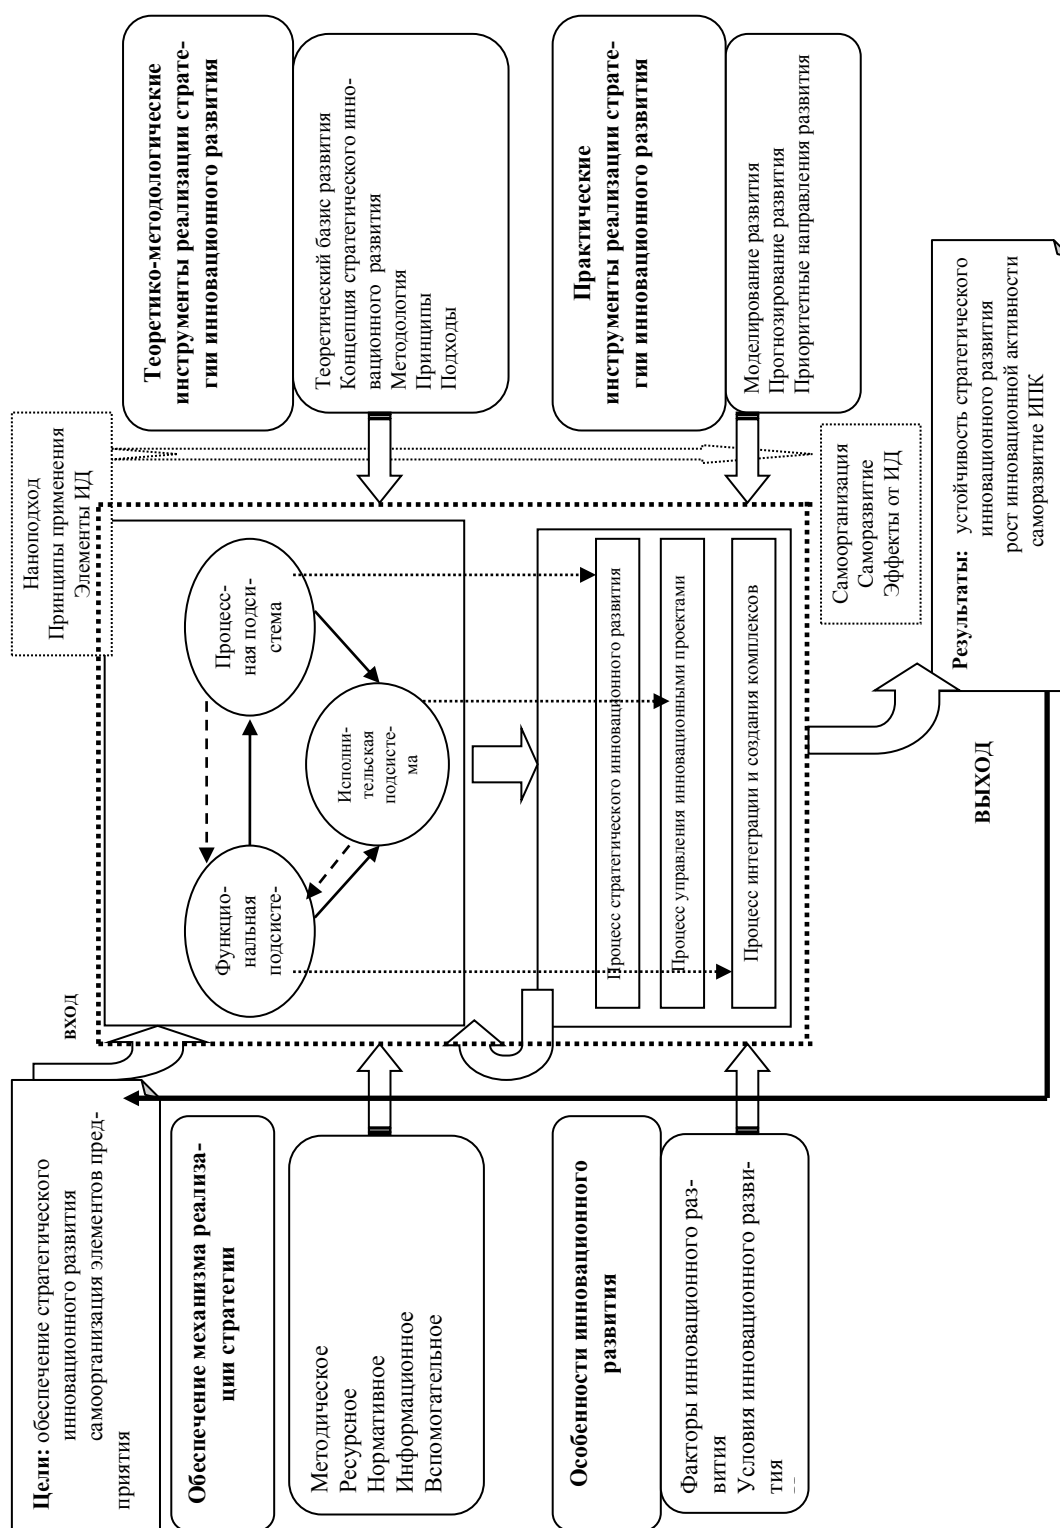 Цели: обеспечение стратегического
инновационного развития
самоорганизация элементов пред-
приятия
ВХОД
Наноподход
Принципы применения
Элементы ИД
Обеспечение механизма реализа-
ции стратегии
Методическое
Ресурсное
Нормативное
Информационное
Вспомогательное
Функцио-
нальная
подсисте-
Процесс-
ная подси-
стема
Исполни-
тельская
подсисте-
ма
Теоретико-методологические
инструменты реализации страте-
гии инновационного развития
Теоретический базис развития
Концепция стратегического инно-
вационного развития
Методология
Принципы
Подходы
Особенности инновационного
развития
Факторы инновационного раз-
вития
Условия инновационного разви-
тия
Процесс стратегического инновационного развития
Процесс управления инновационными проектами
Процесс интеграции и создания комплексов
Практические
инструменты реализации страте-
гии инновационного развития
Моделирование развития
Прогнозирование развития
Приоритетные направления развития
Самоорганизация
Саморазвитие
Эффекты от ИД
ВЫХОД
Результаты: устойчивость стратегического
инновационного развития
рост инновационной активности
саморазвитие ИПК